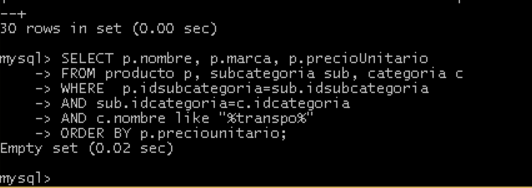 --+
30 rows in set (0.00 sec)
mysql> SELECT p.nombre, p.marca, p.precioUnitario
-> FROM producto p, subcategoria sub, categoria c
-> WHERE  p.idsubcategoria=sub.idsubcategoria
-> AND sub.idcategoria=c.idcategoria
-> AND c.nombre like "%transpo%"
-> ORDER BY p.preciounitario;
Empty set (0.02 sec)
mysql>